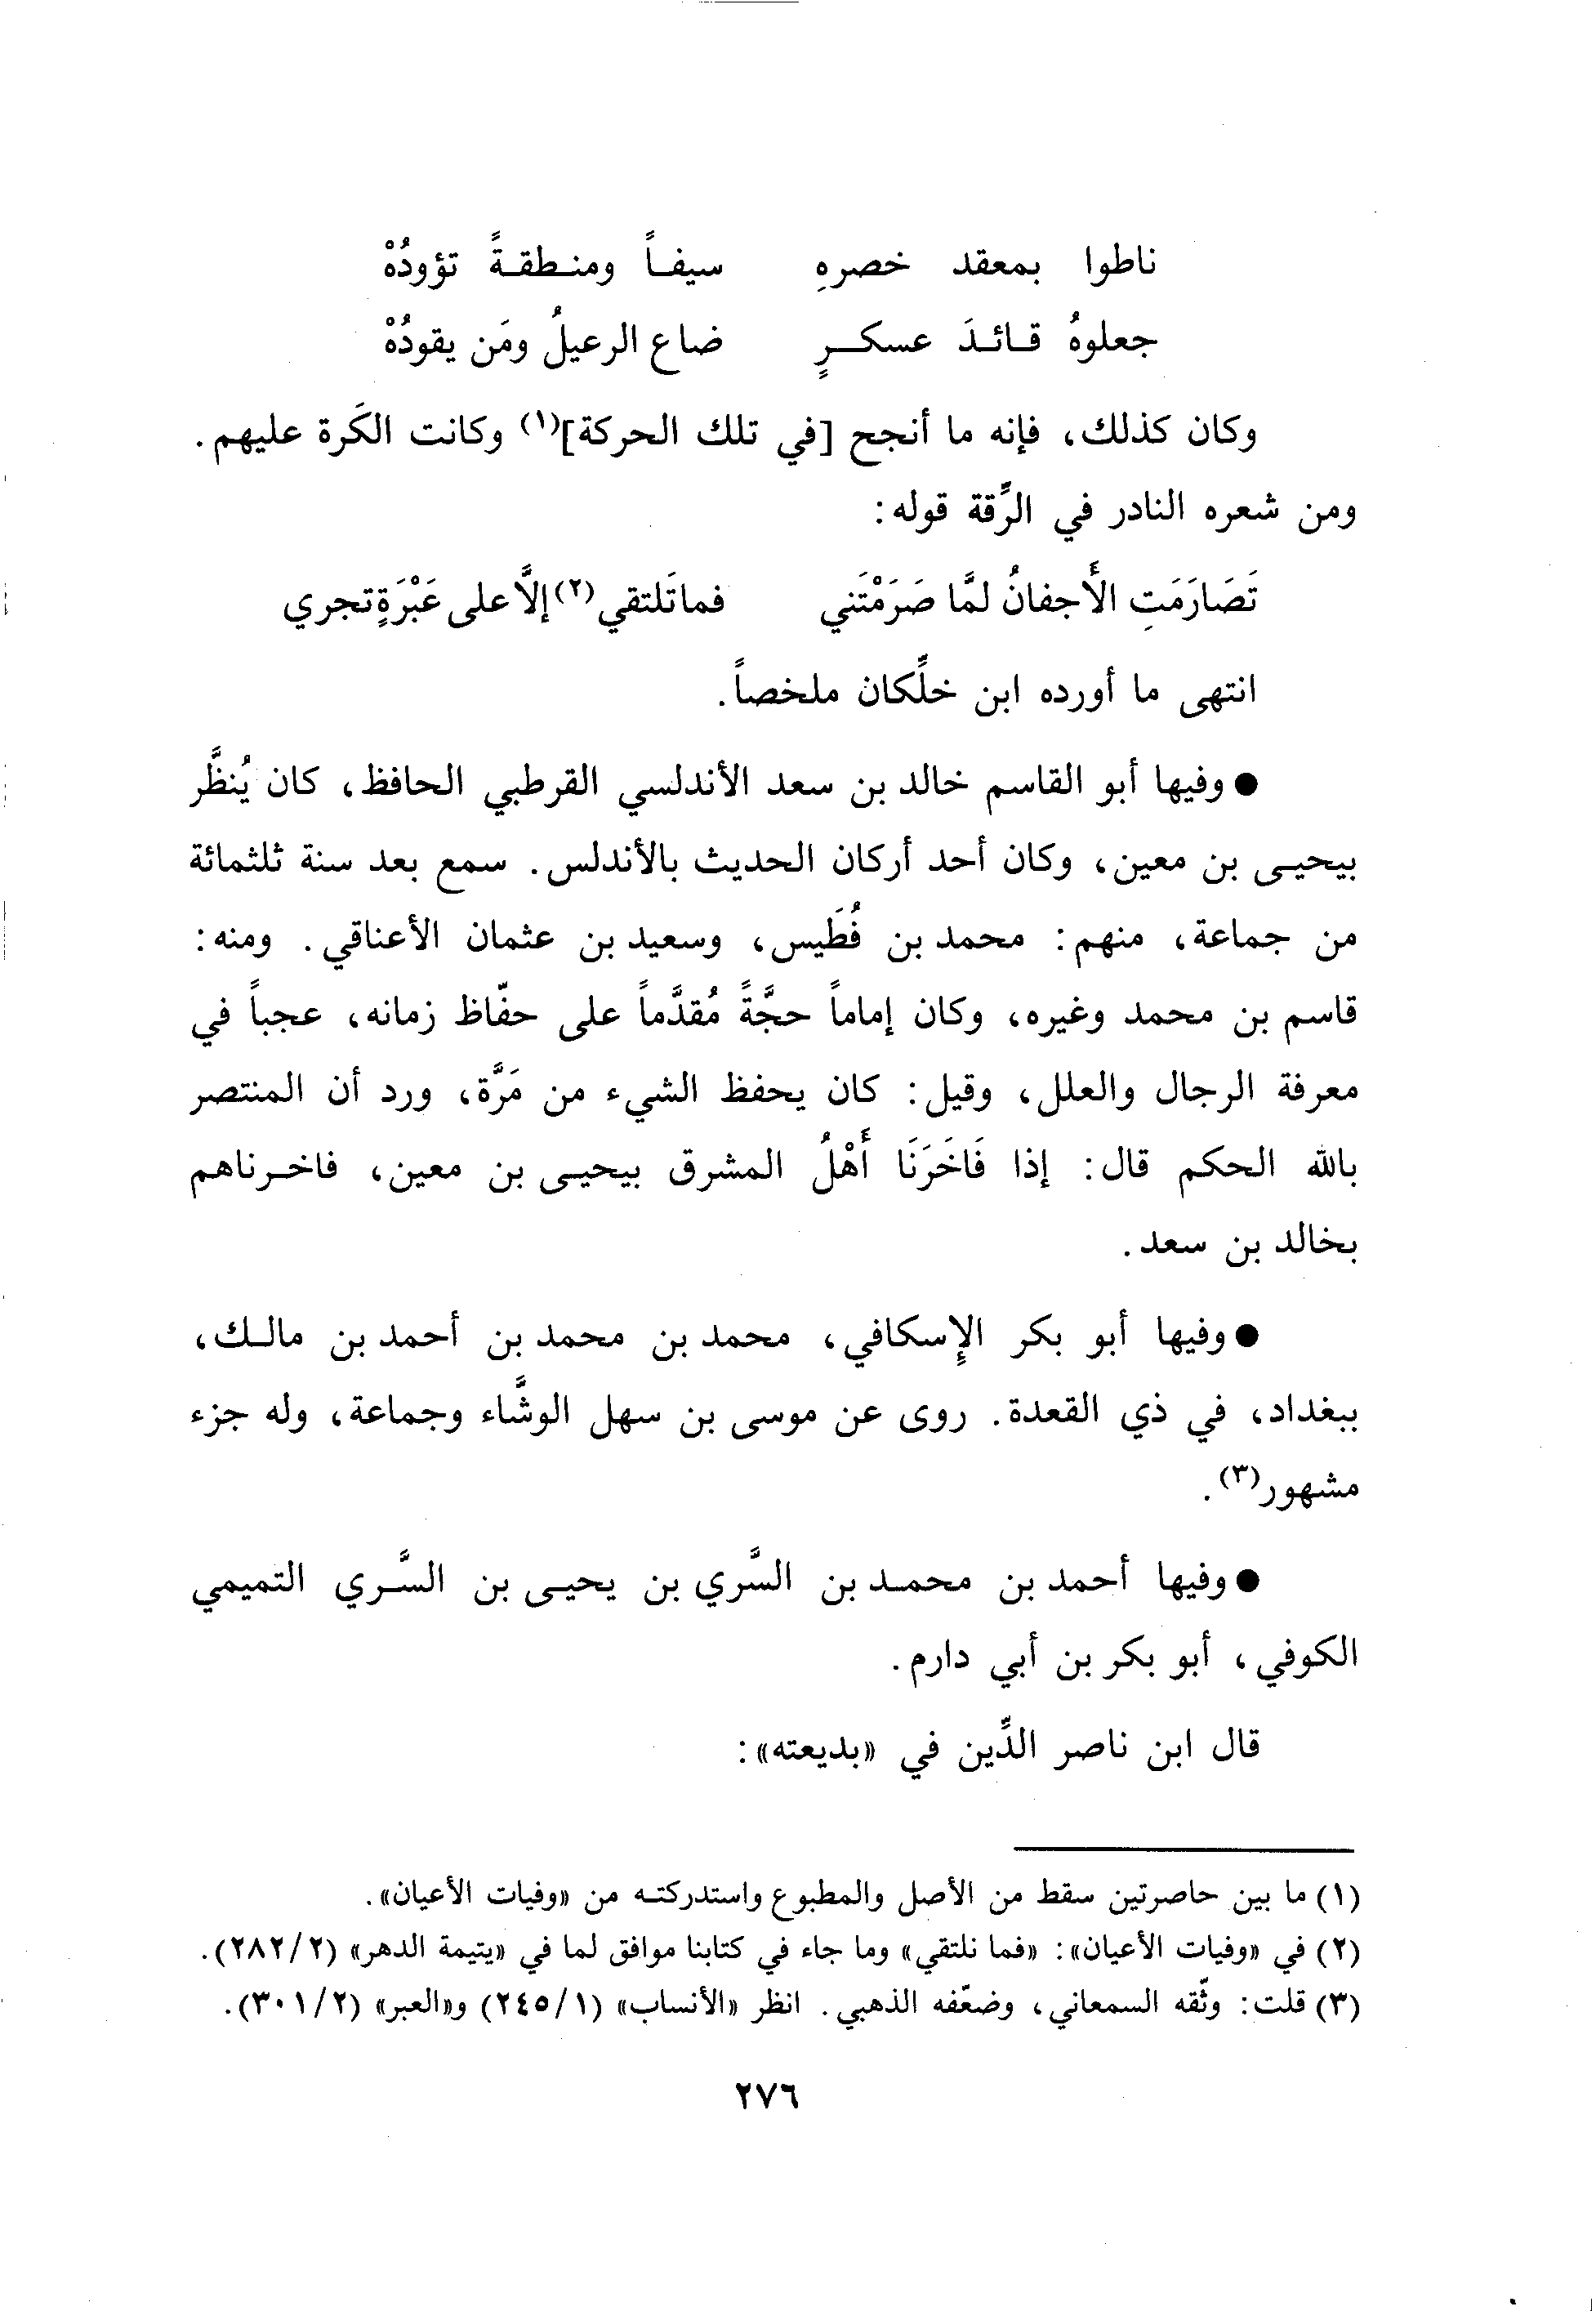 ناطوا بمعقد خصرهِ سيفاً ومنطقةً تؤودُهْ
جعلوهُ قائدَ عسكرٍ ضاع الرعيلُ ومَن يقودُهْ
وكان كذلك، فإنه ما أنجح [في تلك الحركة](١) وكانت الكَرة عليهم.
ومن شعره النادر في الرِّقة قوله:
تَصَارَمَتِ الأَجفانُ لمَّا صَرَمْتَني فما تَلتقي(٢) إلَّا على عَبْرَةٍ تجري
انتهى ما أورده ابن خلِّكان ملخصاً.
● وفيها أبو القاسم خالد بن سعد الأندلسي القرطبي الحافظ، كان يُنظَّر
بيحيى بن معين، وكان أحد أركان الحديث بالأندلس. سمع بعد سنة ثلثمائة
من جماعة، منهم: محمد بن فُطَيس، وسعيد بن عثمان الأعناقي. ومنه:
قاسم بن محمد وغيره، وكان إماماً حجَّةً مُقدَّماً على حفّاظ زمانه، عجباً في
معرفة الرجال والعلل، وقيل: كان يحفظ الشيء من مَرَّة، ورد أن المنتصر
بالله الحكم قال: إذا فَاخَرَنَا أَهْلُ المشرق بيحيى بن معين، فاخرناهم
بخالد بن سعد.
● وفيها أبو بكر الإِسكافي، محمد بن محمد بن أحمد بن مالك،
ببغداد، في ذي القعدة. روى عن موسى بن سهل الوشَّاء وجماعة، وله جزء
مشهور(٣).
● وفيها أحمد بن محمد بن السَّري بن يحيى بن السَّري التميمي
الكوفي، أبو بكر بن أبي دارم.
قال ابن ناصر الدِّين في «بديعته»:
(١) ما بين حاصرتين سقط من الأصل والمطبوع واستدركته من «وفيات الأعيان».
(٢) في «وفيات الأعيان»: «فما نلتقي» وما جاء في كتابنا موافق لما في «يتيمة الدهر» (٢/٢٨٢).
(٣) قلت: وثّقه السمعاني، وضعّفه الذهبي. انظر «الأنساب» (١/٢٤٥) و«العبر» (٢/٣٠١).
٢٧٦